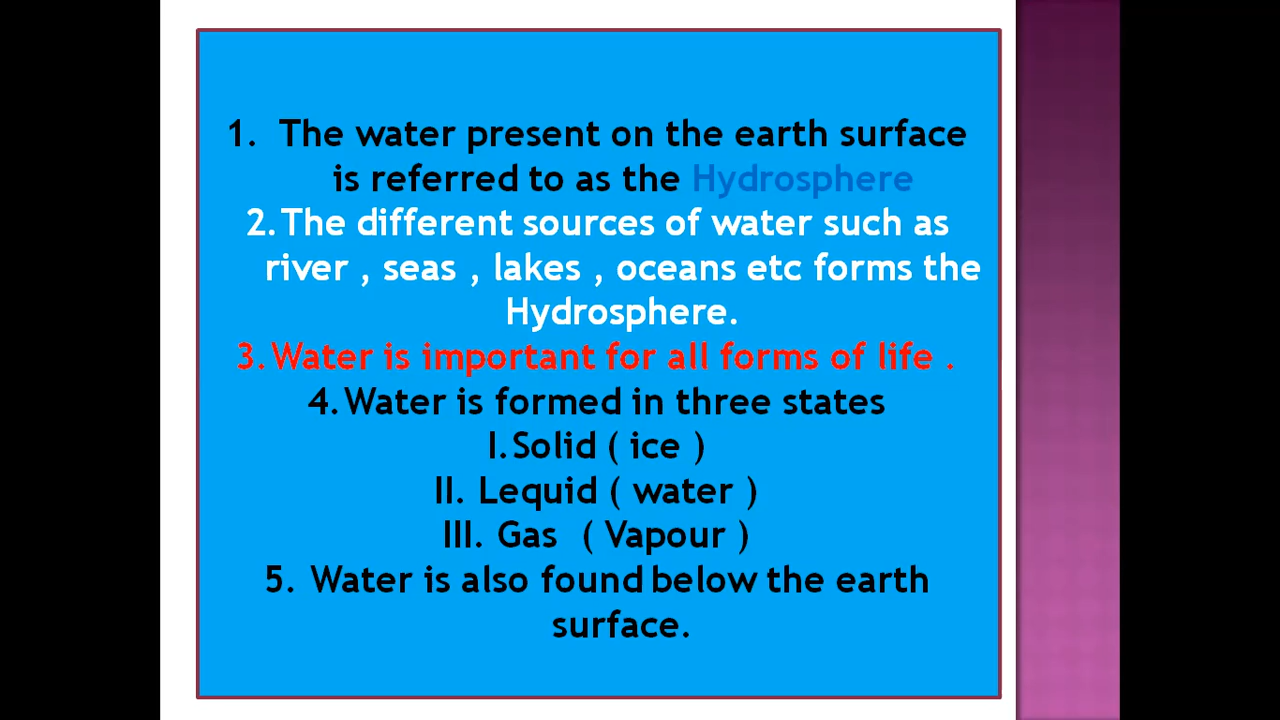 1. The water present on the earth surface
is referred to as the Hydrosphere
2. The different sources of water such as
river , seas , lakes , oceans etc forms the
Hydrosphere.
3. Water is important for all forms of life .
4. Water is formed in three states
I. Solid ( ice )
II. Lequid ( water )
III. Gas ( Vapour )
5. Water is also found below the earth
surface.